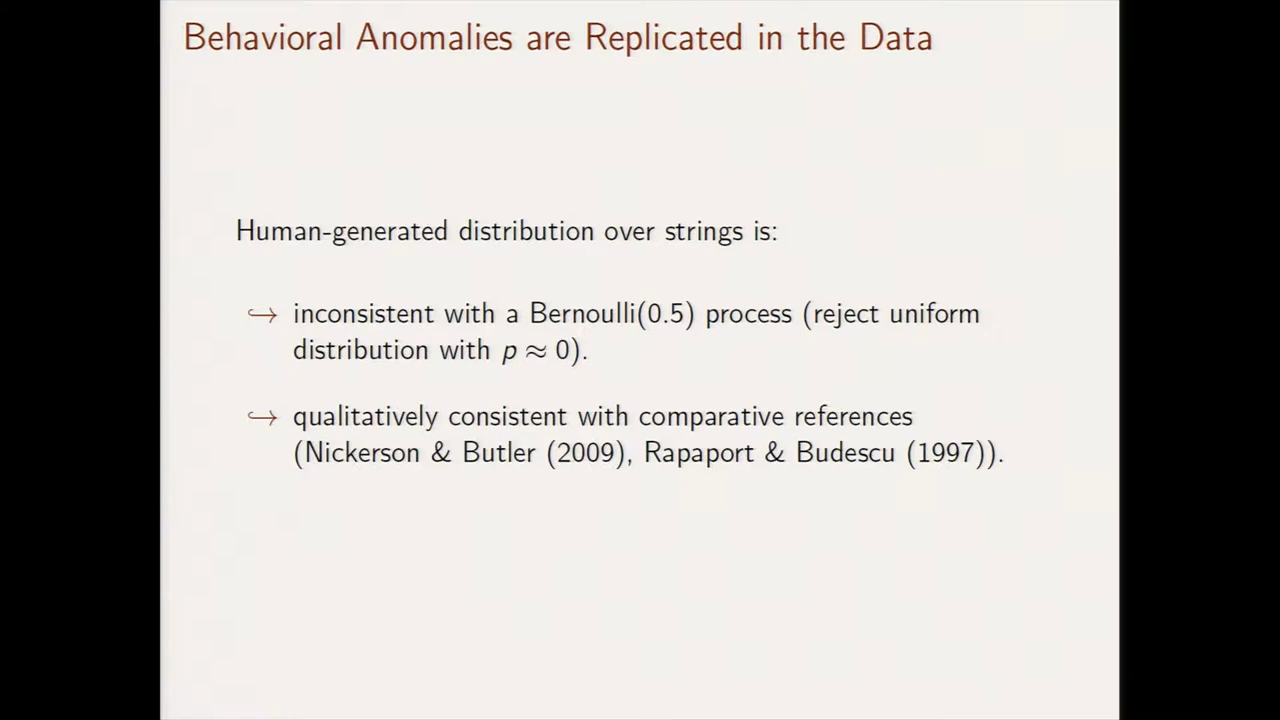 Behavioral Anomalies are Replicated in the Data
Human-generated distribution over strings is:
↪ inconsistent with a Bernoulli(0.5) process (reject uniform
distribution with p ≈ 0).
↪ qualitatively consistent with comparative references
(Nickerson & Butler (2009), Rapaport & Budescu (1997)).